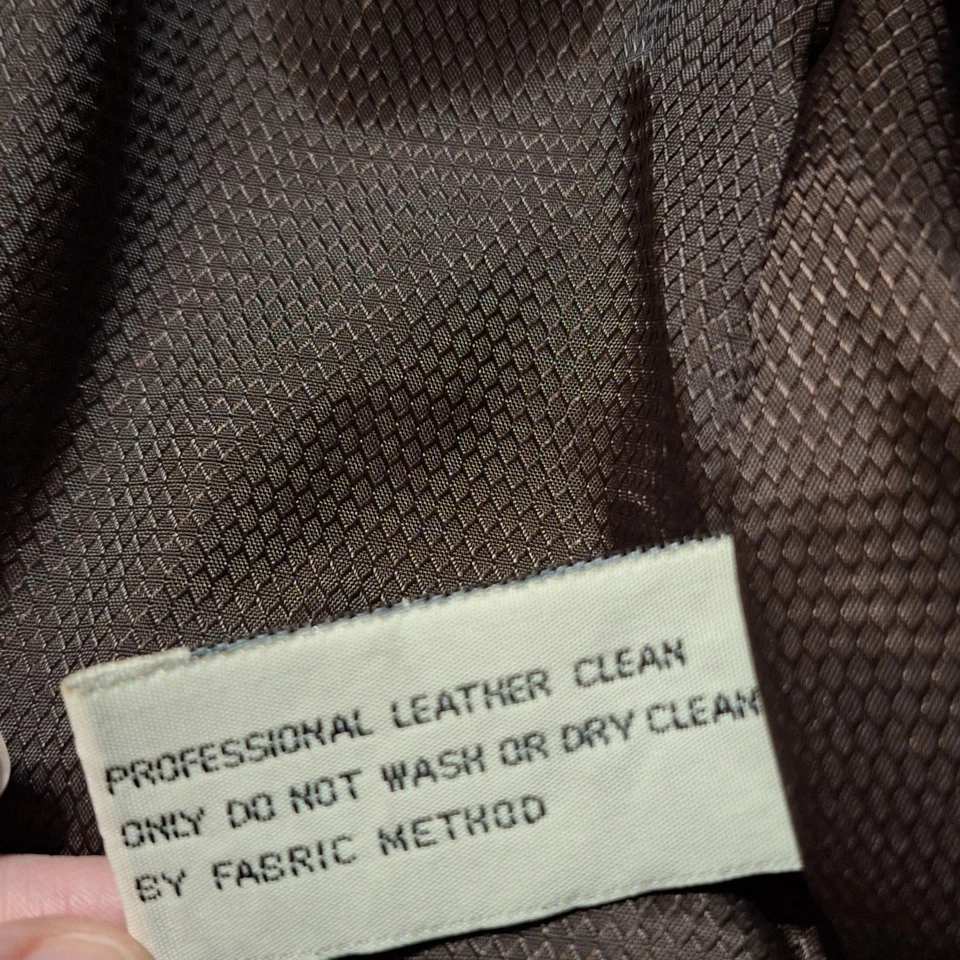 PROFESSIONAL LEATHER CLEAN
ONLY DO NOT WASH OR DRY CLEAN
BY FABRIC METHOD